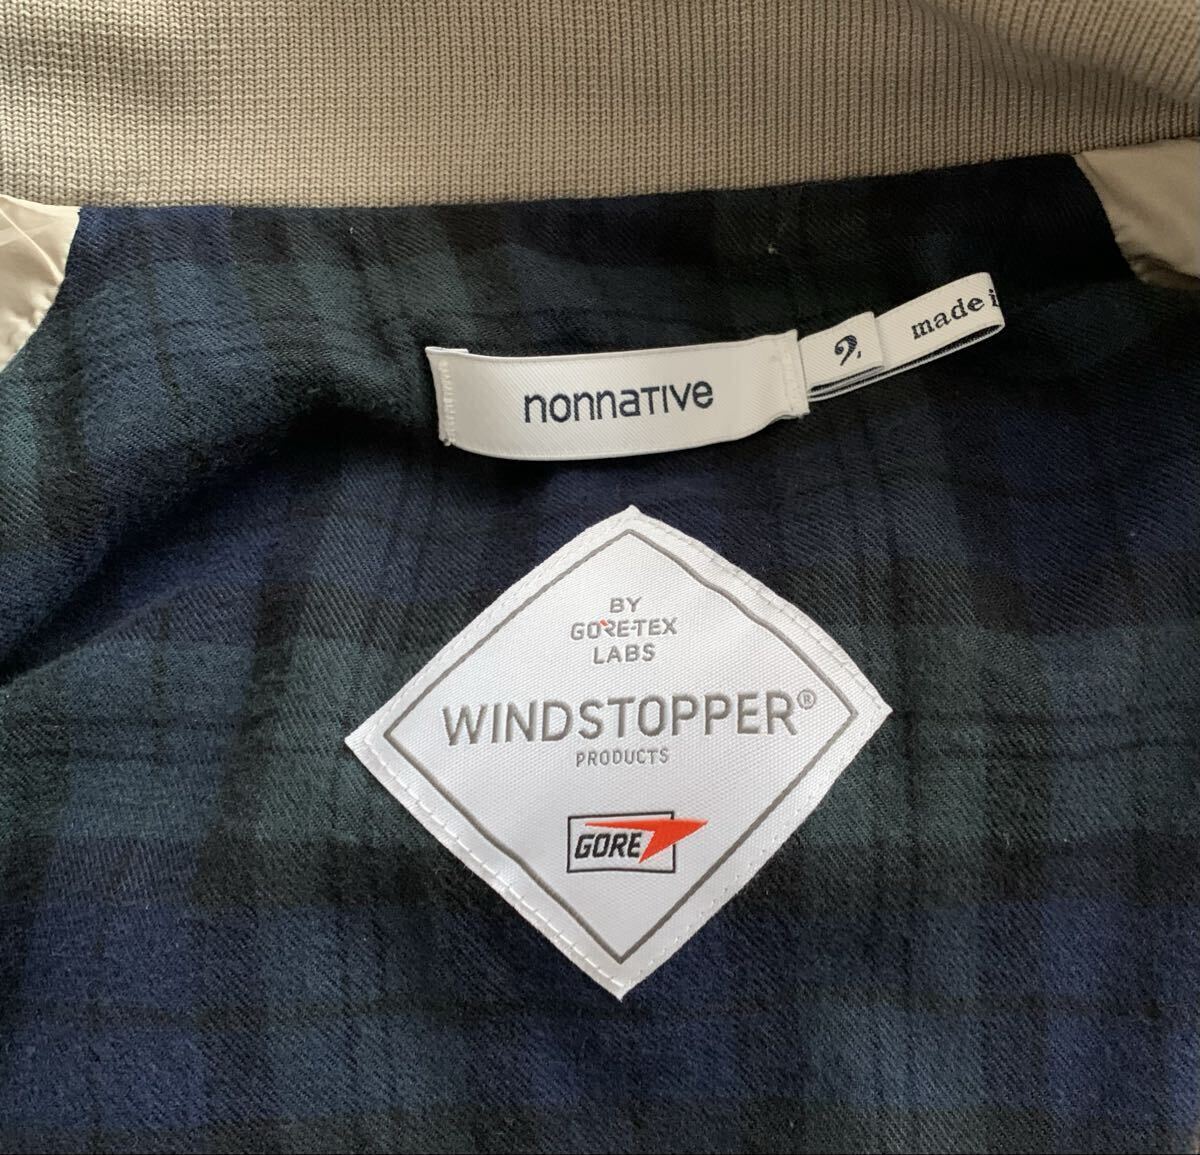 nonnative
2.
made i
BY
GORE-TEX
LABS
WINDSTOPPER®
PRODUCTS
GORE